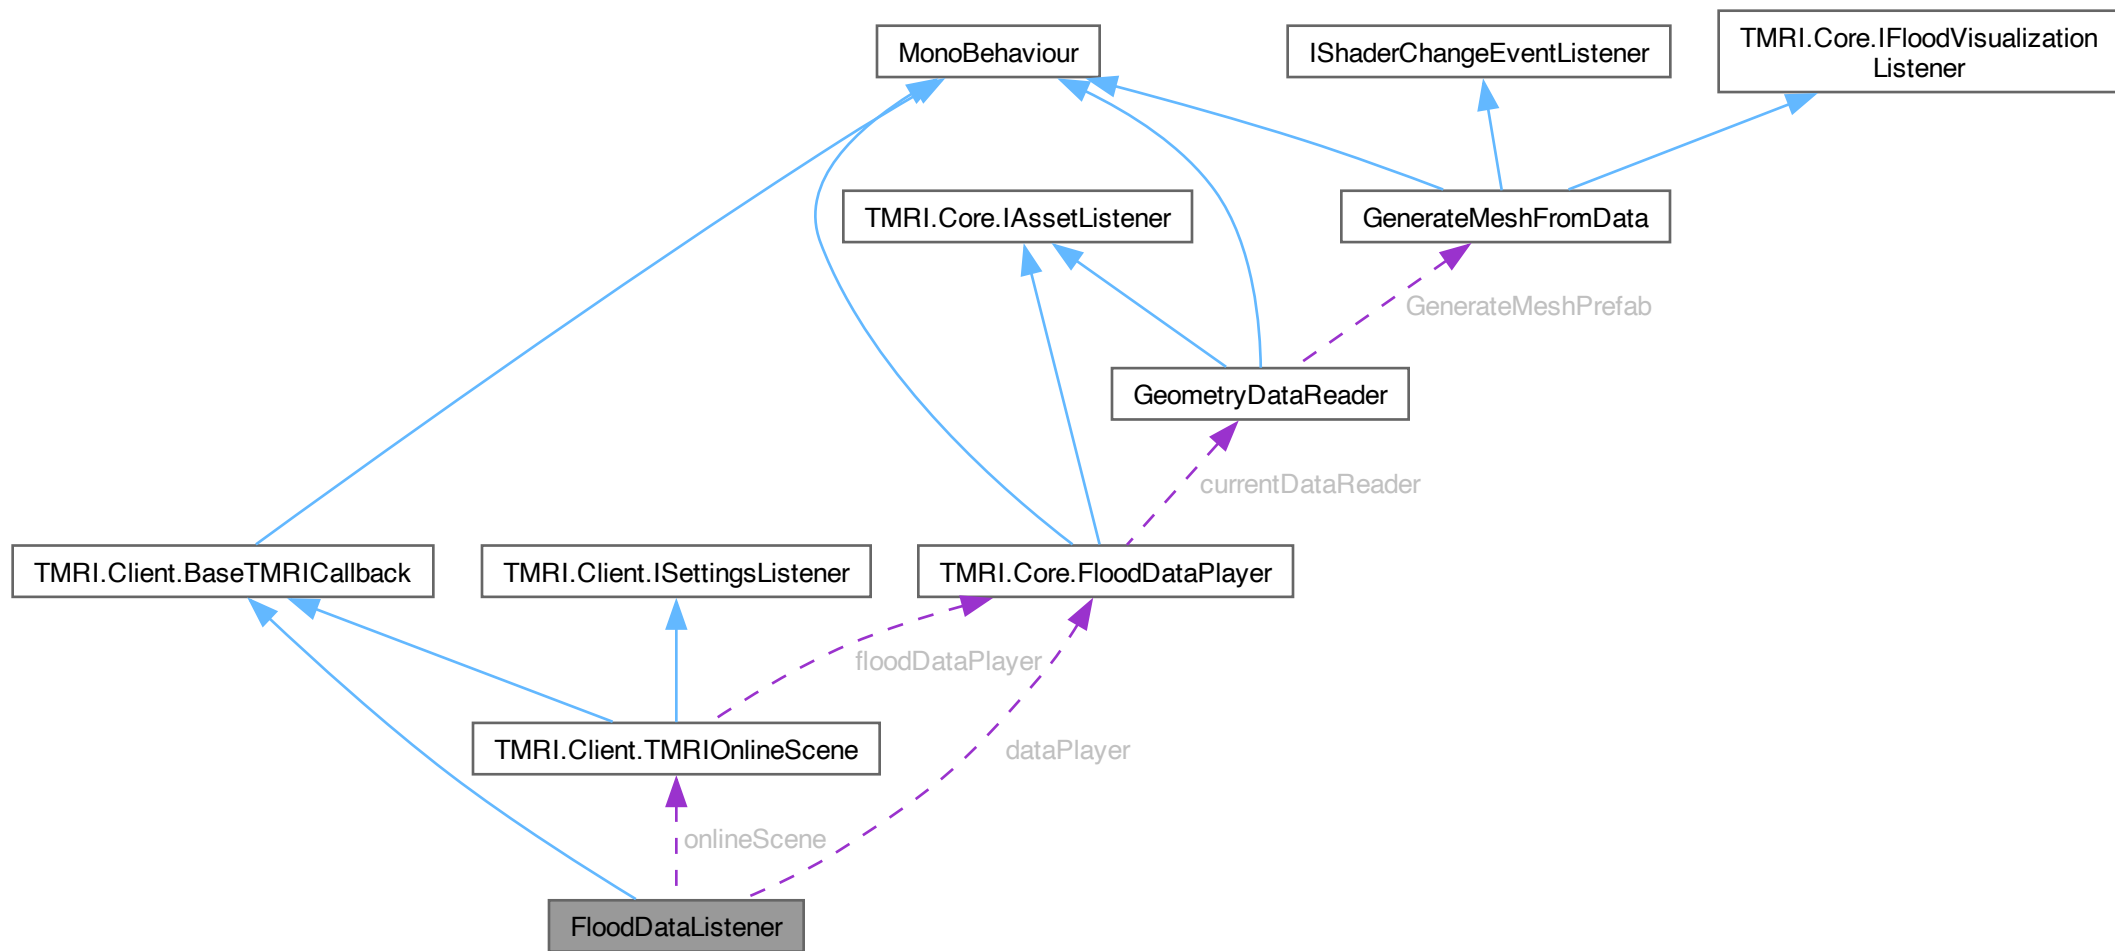 MonoBehaviour
IShaderChangeEventListener
TMRI.Core.IFloodVisualization
Listener
TMRI.Core.IAssetListener
GenerateMeshFromData
GenerateMeshPrefab
GeometryDataReader
currentDataReader
TMRI.Client.BaseTMRICallback
TMRI.Client.ISettingsListener
TMRI.Core.FloodDataPlayer
floodDataPlayer
TMRI.Client.TMRIOnlineScene
dataPlayer
onlineScene
FloodDataListener